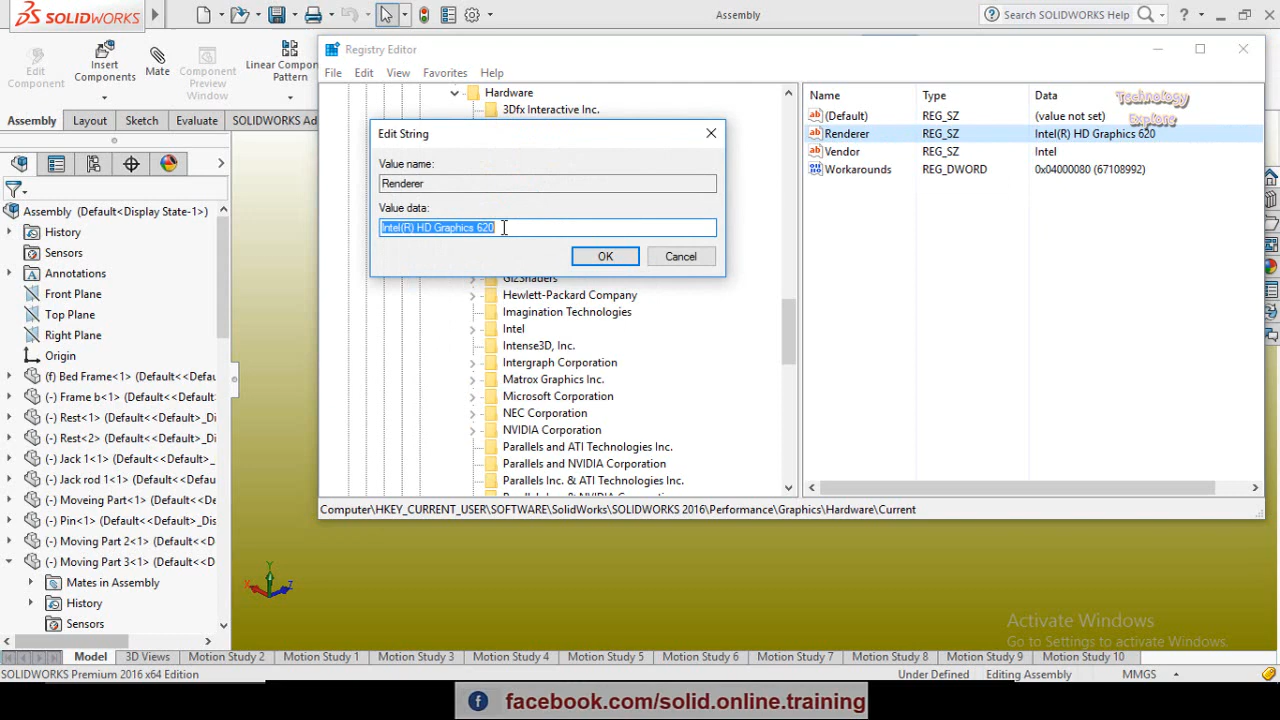 SOLIDWORKS
Assembly
Search SOLIDWORKS Help
Edit
Component
Insert
Components
Mate
Component
Preview
Window
Linear Compon
Pattern
Assembly
Layout
Sketch
Evaluate
SOLIDWORKS Ad
Assembly (Default<Display State-1>)
History
Sensors
Annotations
Front Plane
Top Plane
Right Plane
Origin
(f) Bed Frame<1> (Default<<Defau
(-) Frame b<1> (Default<<Default
(-) Rest<1> (Default<<Default>_Dis
(-) Rest<2> (Default<<Default>_Dis
(-) Jack 1<1> (Default<<Default>_
(-) Jack rod 1<1> (Default<<Defau
(-) Moveing Part<1> (Default<<De
(-) Pin<1> (Default<<Default>_Dis
(-) Moving Part 2<1> (Default<<D
(-) Moving Part 3<1> (Default<<D
Mates in Assembly
History
Sensors
Registry Editor
File Edit View Favorites Help
Hardware
3Dfx Interactive Inc.
Edit String
Value name:
Renderer
Value data:
Intel(R) HD Graphics 620
OK
Cancel
GI2Shaders
Hewlett-Packard Company
Imagination Technologies
Intel
Intense3D, Inc.
Intergraph Corporation
Matrox Graphics Inc.
Microsoft Corporation
NEC Corporation
NVIDIA Corporation
Parallels and ATI Technologies Inc.
Parallels and NVIDIA Corporation
Parallels Inc. & ATI Technologies Inc.
Name Type Data
(Default) REG_SZ (value not set)
Renderer REG_SZ Intel(R) HD Graphics 620
Vendor REG_SZ Intel
Workarounds REG_DWORD 0x04000080 (67108992)
Technology
Explore
Computer\HKEY_CURRENT_USER\SOFTWARE\SolidWorks\SOLIDWORKS 2016\Performance\Graphics\Hardware\Current
Y
X
Z
Activate Windows
Go to Settings to activate Windows.
Model
3D Views
Motion Study 2
Motion Study 1
Motion Study 3
Motion Study 4
Motion Study 5
Motion Study 6
Motion Study 7
Motion Study 8
Motion Study 9
Motion Study 10
SOLIDWORKS Premium 2016 x64 Edition
Under Defined
Editing Assembly
MMGS
facebook.com/solid.online.training